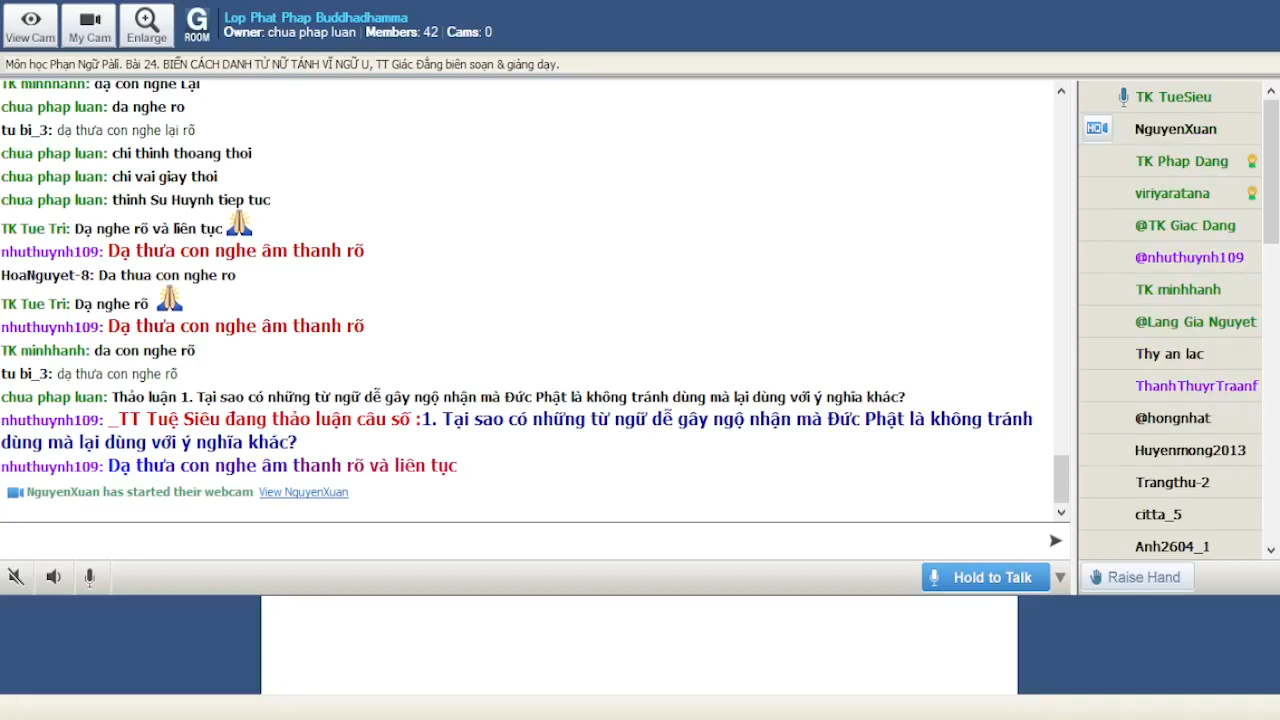 View Cam
My Cam
Enlarge
G ROOM
Lop Phat Phap Buddhadhamma
Owner: chua phap luan | Members: 42 | Cams: 0
Môn học Phạn Ngữ Pāli. Bài 24. BIẾN CÁCH DANH TỪ NỮ TÁNH VĨ NGỮ U, TT Giác Đẳng biên soạn & giảng dạy.
TK minhhanh: dạ con nghe Lại
chua phap luan: da nghe ro
tu bi_3: dạ thưa con nghe lại rõ
chua phap luan: chi thinh thoang thoi
chua phap luan: chi vai giay thoi
chua phap luan: thinh Su Huynh tiep tuc
TK Tue Tri: Dạ nghe rõ và liên tục
nhuthuynh109: Dạ thưa con nghe âm thanh rõ
HoaNguyet-8: Da thua con nghe ro
TK Tue Tri: Dạ nghe rõ
nhuthuynh109: Dạ thưa con nghe âm thanh rõ
TK minhhanh: da con nghe rõ
tu bi_3: dạ thưa con nghe rõ
chua phap luan: Thảo luận 1. Tại sao có những từ ngữ dễ gây ngộ nhận mà Đức Phật là không tránh dùng mà lại dùng với ý nghĩa khác?
nhuthuynh109: _TT Tuệ Siêu đang thảo luận câu số :1. Tại sao có những từ ngữ dễ gây ngộ nhận mà Đức Phật là không tránh
dùng mà lại dùng với ý nghĩa khác?
nhuthuynh109: Dạ thưa con nghe âm thanh rõ và liên tục
NguyenXuan has started their webcam View NguyenXuan
Hold to Talk
TK TueSieu
HD
NguyenXuan
TK Phap Dang
viriyaratana
@TK Giac Dang
@nhuthuynh109
TK minhhanh
@Lang Gia Nguyet
Thy an lac
ThanhThuyrTraanf
@hongnhat
Huyenmong2013
Trangthu-2
citta_5
Anh2604_1
Raise Hand